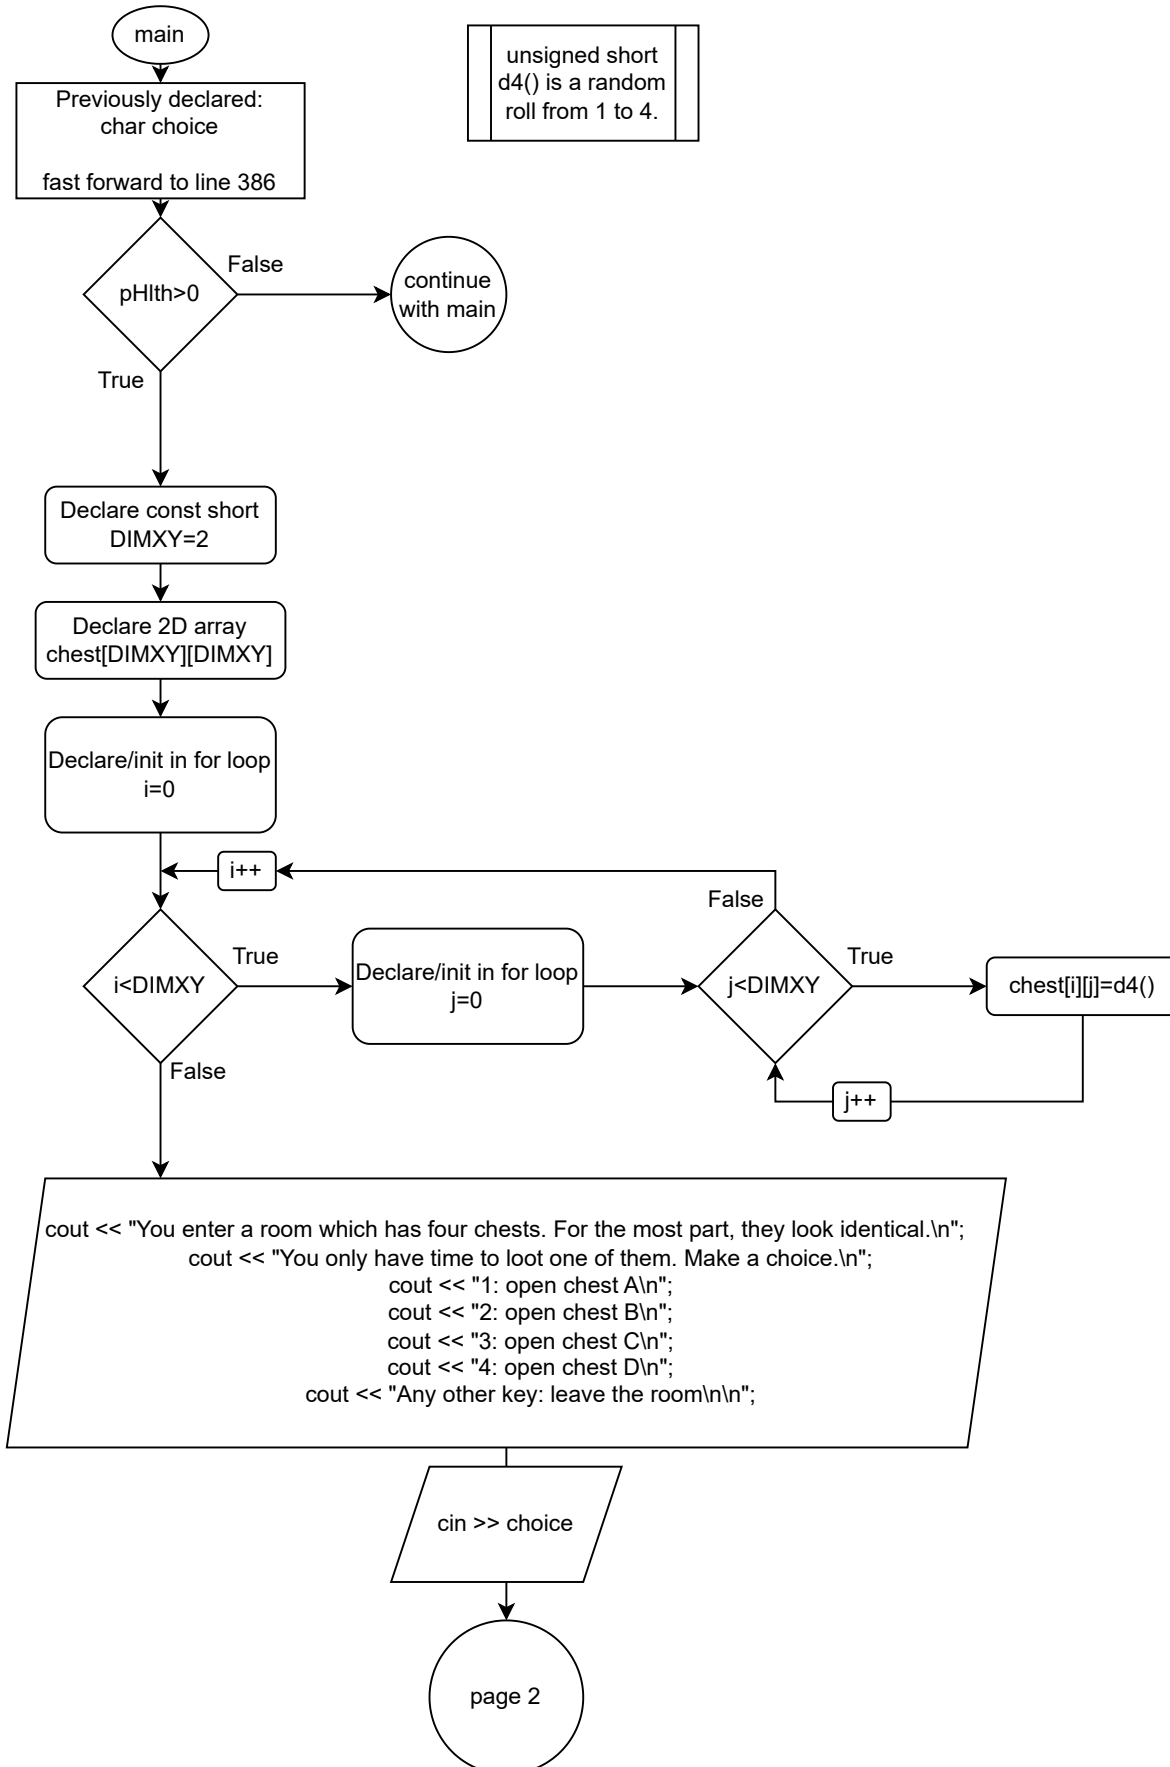 main
unsigned short
d4() is a random
roll from 1 to 4.
Previously declared:
char choice
fast forward to line 386
pHlth>0
False
continue
with main
True
Declare const short
DIMXY=2
Declare 2D array
chest[DIMXY][DIMXY]
Declare/init in for loop
i=0
i++
False
i<DIMXY
True
Declare/init in for loop
j=0
j<DIMXY
True
chest[i][j]=d4()
False
j++
cout << "You enter a room which has four chests. For the most part, they look identical.\n";
cout << "You only have time to loot one of them. Make a choice.\n";
cout << "1: open chest A\n";
cout << "2: open chest B\n";
cout << "3: open chest C\n";
cout << "4: open chest D\n";
cout << "Any other key: leave the room\n\n";
cin >> choice
page 2